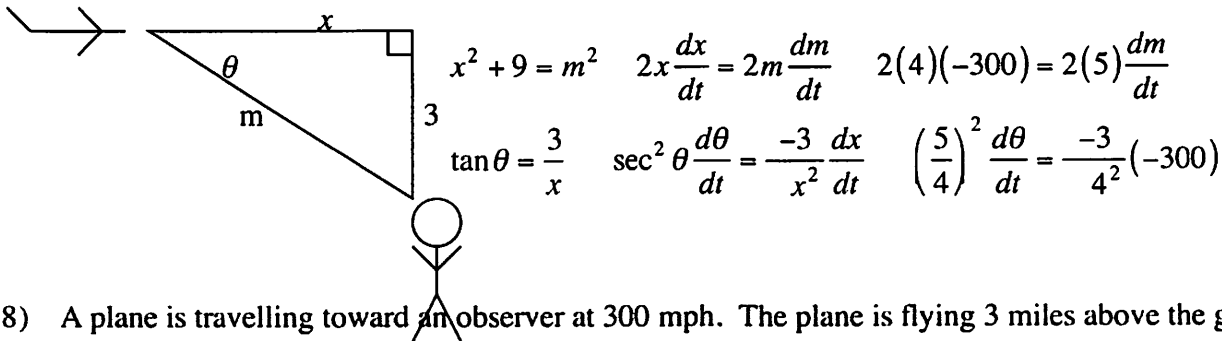 x
θ
m
3
x² + 9 = m² 2x dx/dt = 2m dm/dt 2(4)(−300) = 2(5) dm/dt
tan θ = 3/x sec² θ dθ/dt = −3/x² dx/dt (5/4)² dθ/dt = −3/4² (−300)
8) A plane is travelling toward an observer at 300 mph. The plane is flying 3 miles above the g